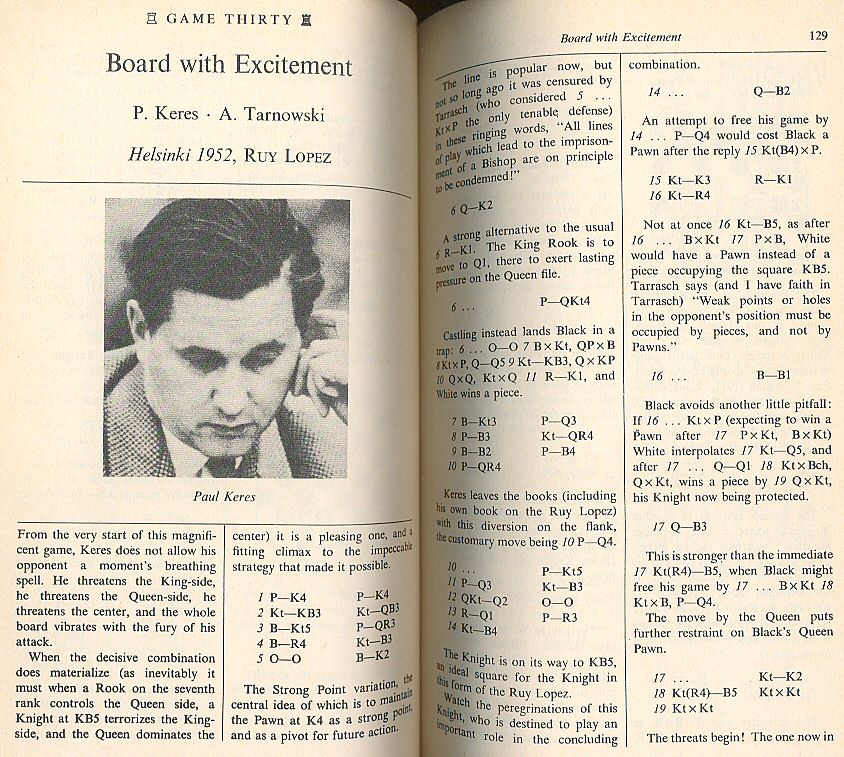 ♖ GAME THIRTY ♜
Board with Excitement
P. Keres · A. Tarnowski
Helsinki 1952, RUY LOPEZ
Paul Keres
From the very start of this magnifi-
cent game, Keres does not allow his
opponent a moment's breathing
spell. He threatens the King-side,
he threatens the Queen-side, he
threatens the center, and the whole
board vibrates with the fury of his
attack.
When the decisive combination
does materialize (as inevitably it
must when a Rook on the seventh
rank controls the Queen side, a
Knight at KB5 terrorizes the King-
side, and the Queen dominates the
center) it is a pleasing one, and a
fitting climax to the impeccable
strategy that made it possible.
1 P—K4 P—K4
2 Kt—KB3 Kt—QB3
3 B—Kt5 P—QR3
4 B—R4 Kt—B3
5 O—O B—K2
The Strong Point variation, the
central idea of which is to maintain
the Pawn at K4 as a strong point,
and as a pivot for future action.
Board with Excitement 129
The line is popular now, but
not so long ago it was censured by
Tarrasch (who considered 5 ...
Kt×P the only tenable defense)
in these ringing words, "All lines
of play which lead to the imprison-
ment of a Bishop are on principle
to be condemned!"
6 Q—K2
A strong alternative to the usual
6 R—K1. The King Rook is to
move to Q1, there to exert lasting
pressure on the Queen file.
6 ... P—QKt4
Castling instead lands Black in a
trap: 6 ... O—O 7 B×Kt, QP×B
8 Kt×P, Q—Q5 9 Kt—KB3, Q×KP
10 Q×Q, Kt×Q 11 R—K1, and
White wins a piece.
7 B—Kt3 P—Q3
8 P—B3 Kt—QR4
9 B—B2 P—B4
10 P—QR4
Keres leaves the books (including
his own book on the Ruy Lopez)
with this diversion on the flank,
the customary move being 10 P—Q4.
10 ... P—Kt5
11 P—Q3 Kt—B3
12 QKt—Q2 O—O
13 R—Q1 P—R3
14 Kt—B4
The Knight is on its way to KB5,
an ideal square for the Knight in
this form of the Ruy Lopez.
Watch the peregrinations of this
Knight, who is destined to play an
important role in the concluding
combination.
14 ... Q—B2
An attempt to free his game by
14 ... P—Q4 would cost Black a
Pawn after the reply 15 Kt(B4)×P.
15 Kt—K3 R—K1
16 Kt—R4
Not at once 16 Kt—B5, as after
16 ... B×Kt 17 P×B, White
would have a Pawn instead of a
piece occupying the square KB5.
Tarrasch says (and I have faith in
Tarrasch) "Weak points or holes
in the opponent's position must be
occupied by pieces, and not by
Pawns."
16 ... B—B1
Black avoids another little pitfall:
If 16 ... Kt×P (expecting to win a
Pawn after 17 P×Kt, B×Kt)
White interpolates 17 Kt—Q5, and
after 17 ... Q—Q1 18 Kt×Bch,
Q×Kt, wins a piece by 19 Q×Kt,
his Knight now being protected.
17 Q—B3
This is stronger than the immediate
17 Kt(R4)—B5, when Black might
free his game by 17 ... B×Kt 18
Kt×B, P—Q4.
The move by the Queen puts
further restraint on Black's Queen
Pawn.
17 ... Kt—K2
18 Kt(R4)—B5 Kt×Kt
19 Kt×Kt
The threats begin! The one now in